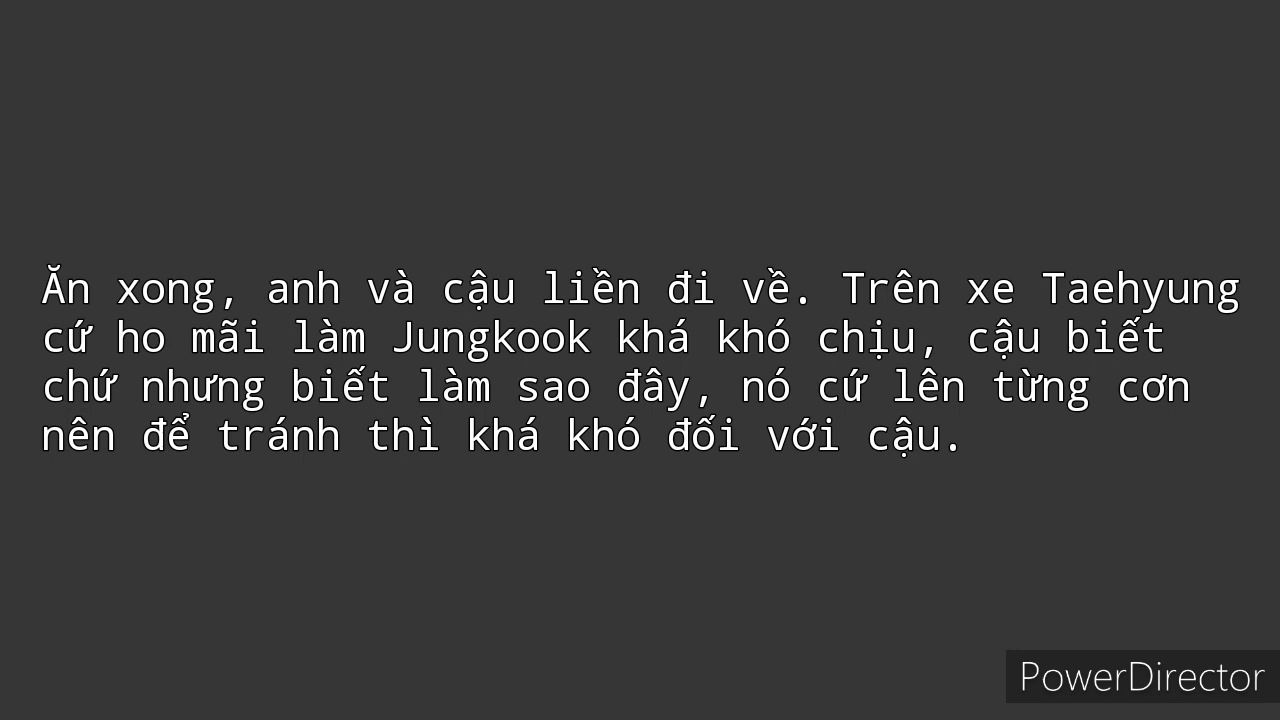 Ăn xong, anh và cậu liền đi về. Trên xe Taehyung
cứ ho mãi làm Jungkook khá khó chịu, cậu biết
chứ nhưng biết làm sao đây, nó cứ lên từng cơn
nên để tránh thì khá khó đối với cậu.
PowerDirector